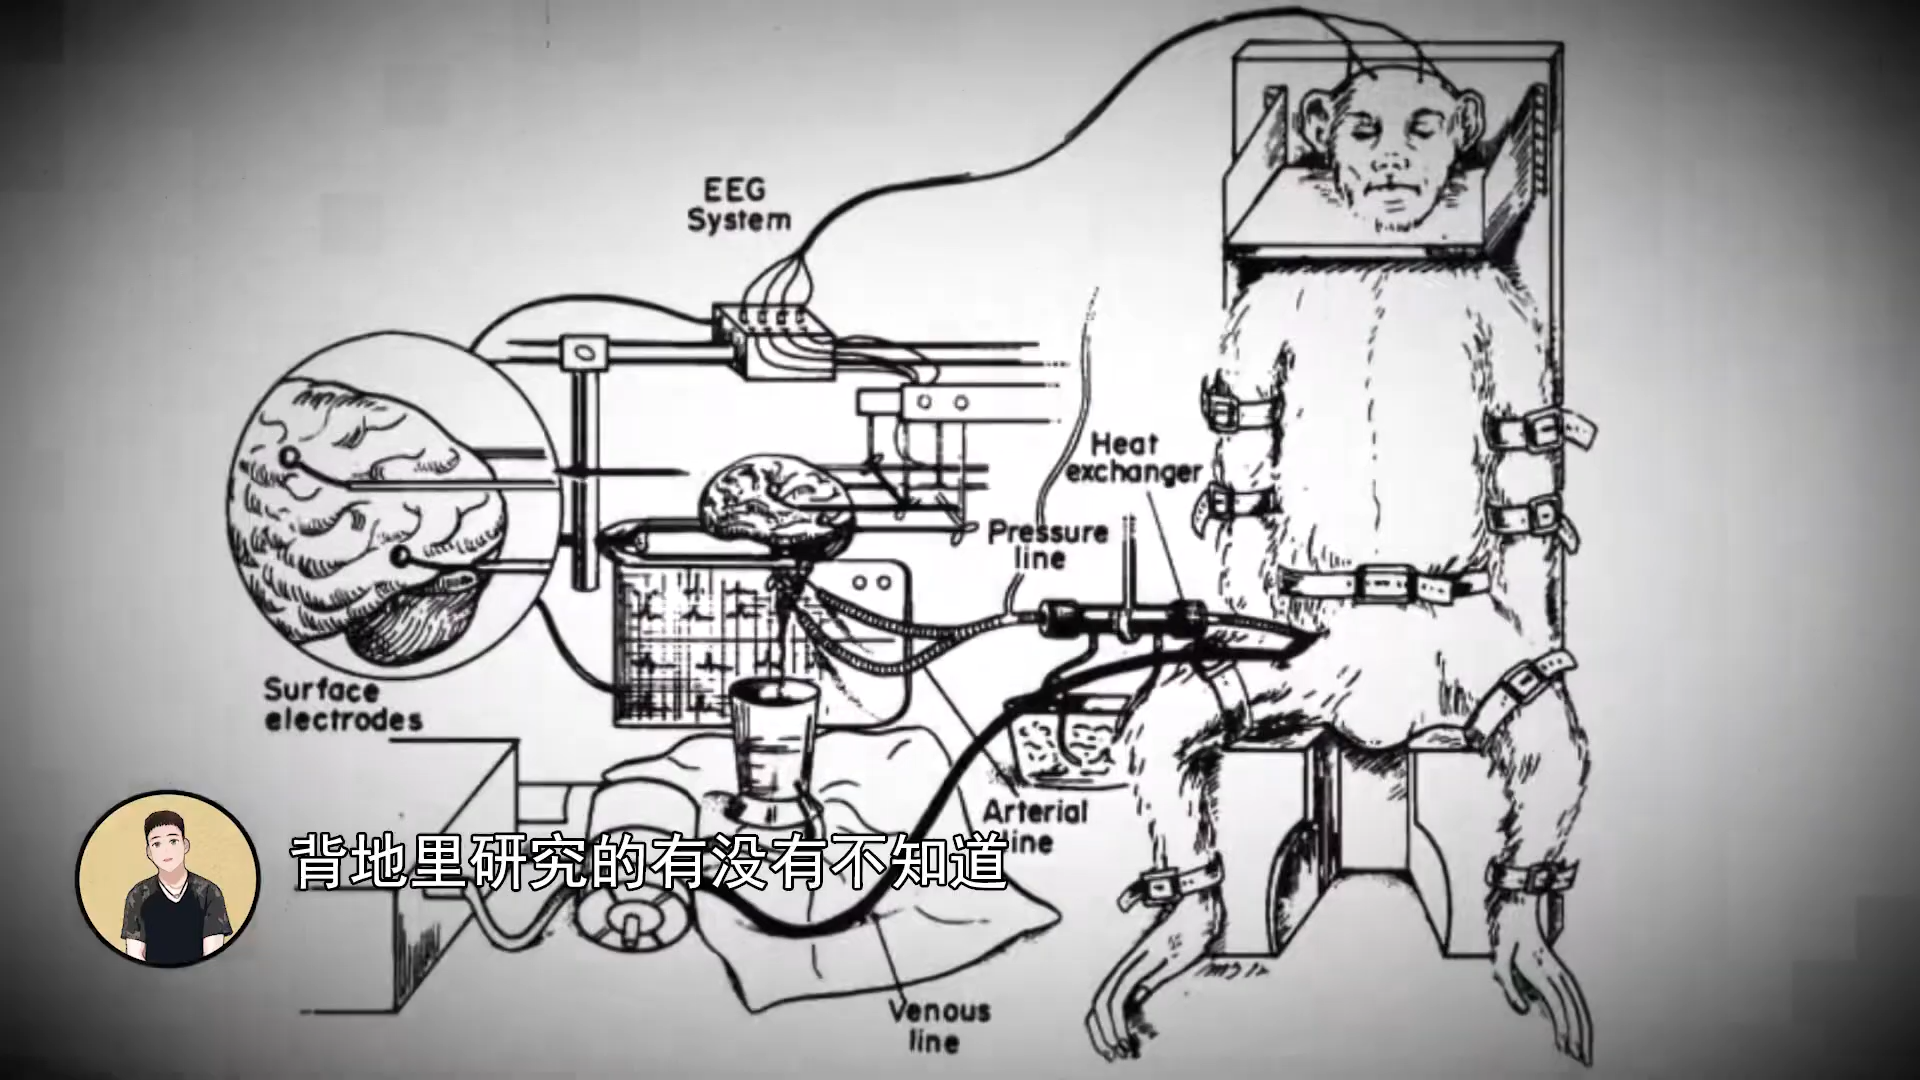 EEG
System
Heat
exchanger
Pressure
line
Surface
electrodes
Arterial
line
背地里研究的有没有不知道
Venous
line